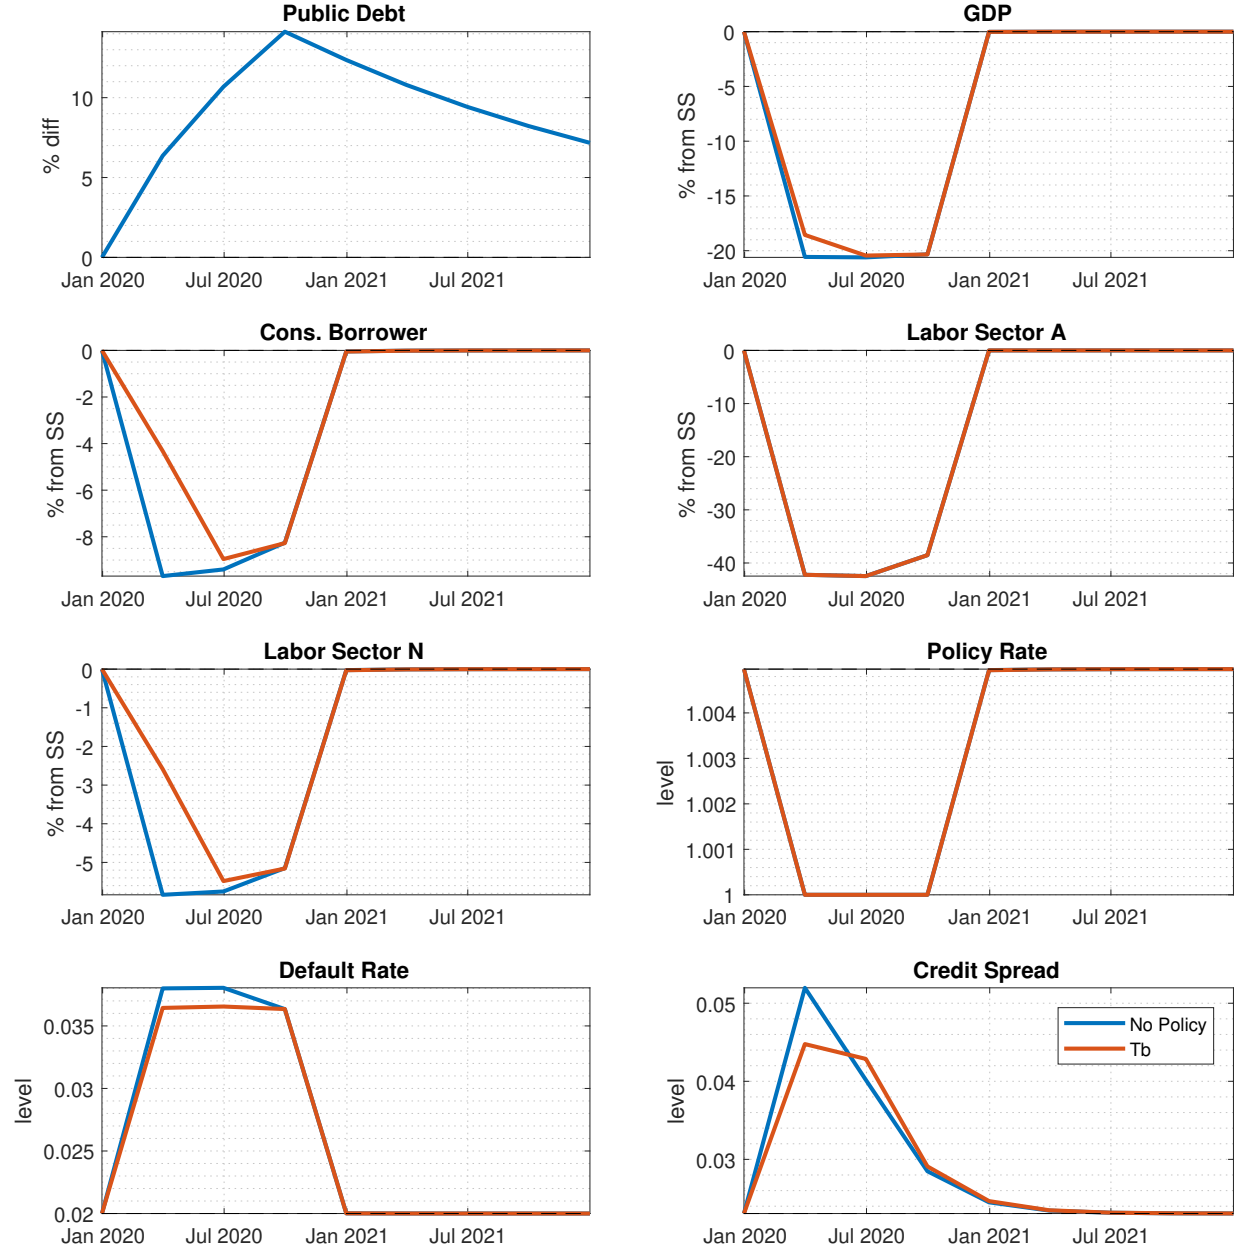 Public Debt
% diff
10
5
0
Jan 2020 Jul 2020 Jan 2021 Jul 2021
GDP
% from SS
0
-5
-10
-15
-20
Jan 2020 Jul 2020 Jan 2021 Jul 2021
Cons. Borrower
% from SS
0
-2
-4
-6
-8
Jan 2020 Jul 2020 Jan 2021 Jul 2021
Labor Sector A
% from SS
0
-10
-20
-30
-40
Jan 2020 Jul 2020 Jan 2021 Jul 2021
Labor Sector N
% from SS
0
-1
-2
-3
-4
-5
Jan 2020 Jul 2020 Jan 2021 Jul 2021
Policy Rate
level
1.004
1.003
1.002
1.001
1
Jan 2020 Jul 2020 Jan 2021 Jul 2021
Default Rate
level
0.035
0.03
0.025
0.02
Jan 2020 Jul 2020 Jan 2021 Jul 2021
Credit Spread
level
0.05
0.04
0.03
No Policy
Tb
Jan 2020 Jul 2020 Jan 2021 Jul 2021